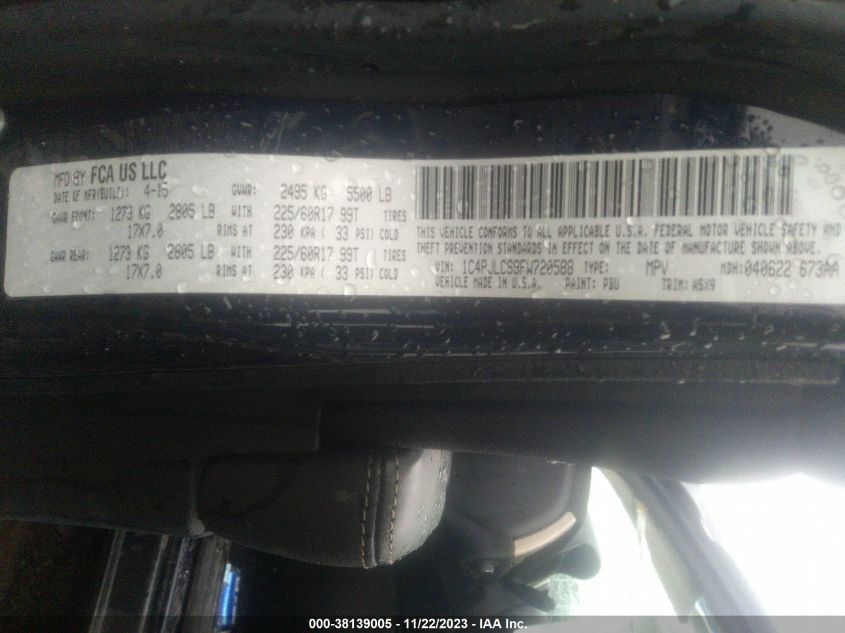 MFD BY FCA US LLC
DATE OF MFR(BUILT): 4-15 GVWR: 2495 KG 5500 LB
GAWR FRONT: 1273 KG 2805 LB WITH 225/60R17 99T TIRES
17X7.0 RIMS AT 230 KPA ( 33 PSI) COLD
GAWR REAR: 1273 KG 2805 LB WITH 225/60R17 99T TIRES
17X7.0 RIMS AT 230 KPA ( 33 PSI) COLD
THIS VEHICLE CONFORMS TO ALL APPLICABLE U.S.A. FEDERAL MOTOR VEHICLE SAFETY AND
THEFT PREVENTION STANDARDS IN EFFECT ON THE DATE OF MANUFACTURE SHOWN ABOVE.
VIN: 1C4PJLCS9FW720588 TYPE: MPV MDH:040622 673AA
VEHICLE MADE IN U.S.A. PAINT: PBU TRIM: A5X9
000-38139005 - 11/22/2023 - IAA Inc.